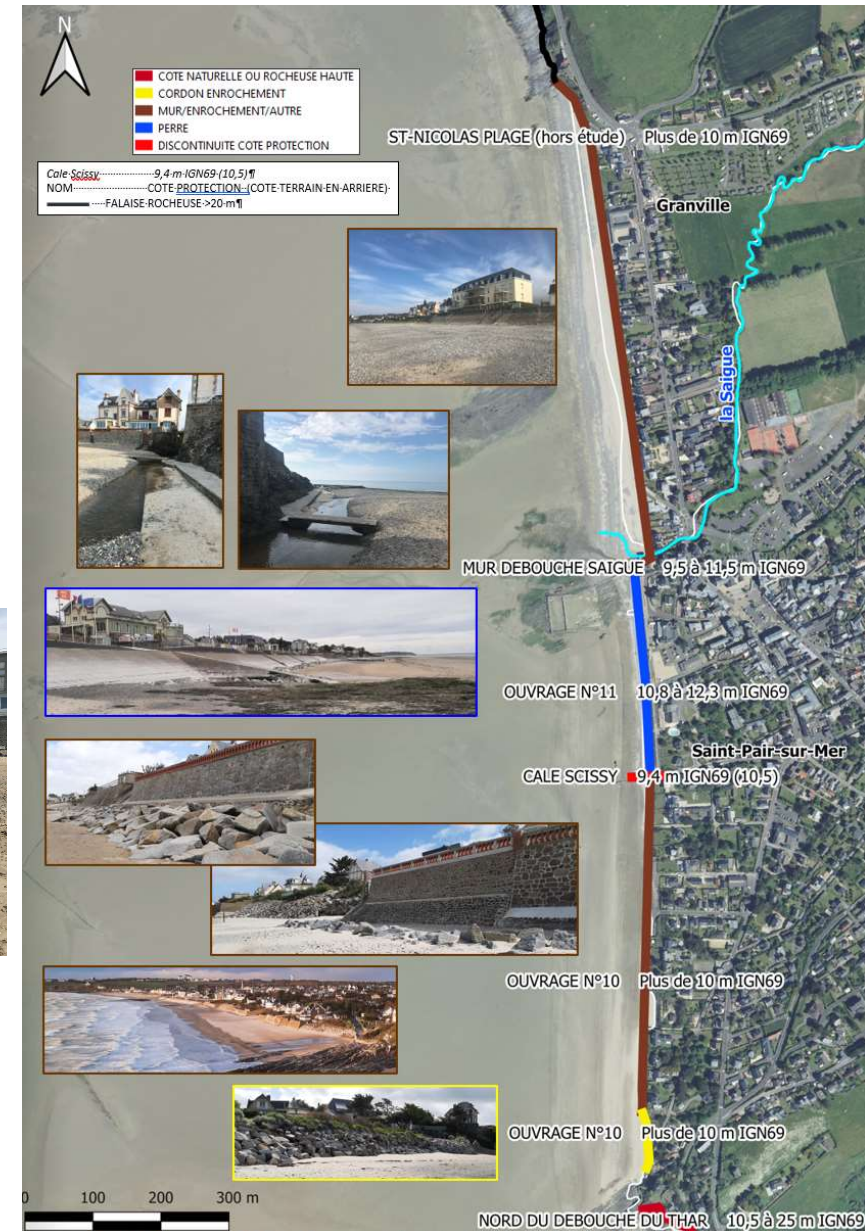 N
COTE NATURELLE OU ROCHEUSE HAUTE
CORDON ENROCHEMENT
MUR/ENROCHEMENT/AUTRE
PERRE
DISCONTINUITE COTE PROTECTION
Cale·Scissy··················9,4·m·IGN69·(10,5)¶
NOM··························COTE·PROTECTION··(COTE·TERRAIN·EN·ARRIERE)·
·····FALAISE·ROCHEUSE·>20·m¶
ST-NICOLAS PLAGE (hors étude) Plus de 10 m IGN69
Granville
la Saigue
MUR DEBOUCHE SAIGUE 9,5 à 11,5 m IGN69
OUVRAGE N°11 10,8 à 12,3 m IGN69
Saint-Pair-sur-Mer
CALE SCISSY 9,4 m IGN69 (10,5)
OUVRAGE N°10 Plus de 10 m IGN69
OUVRAGE N°10 Plus de 10 m IGN69
0 100 200 300 m
NORD DU DEBOUCHE DU THAR 10,5 à 25 m IGN69